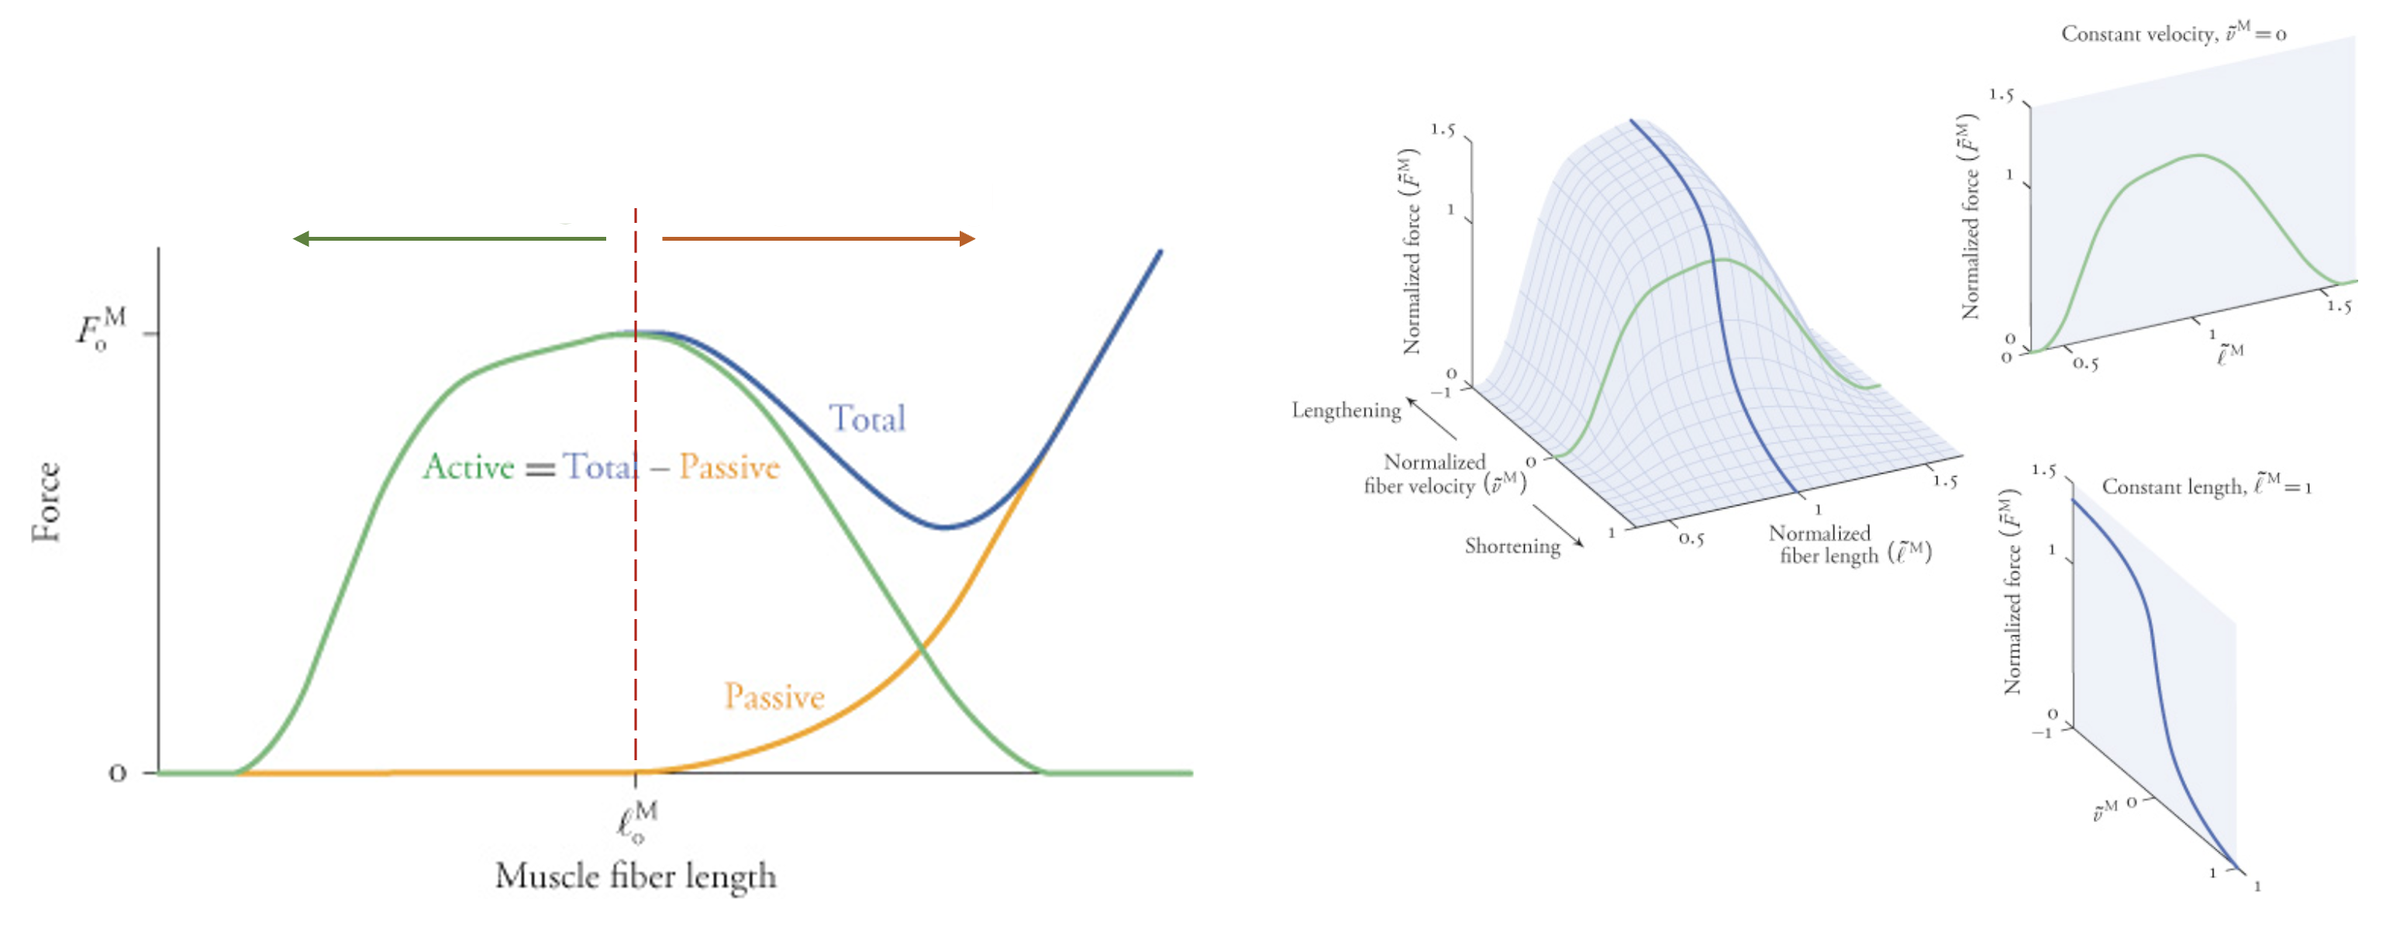 Force
F₀ᴹ
0
Total
Active = Total − Passive
Passive
ℓ₀ᴹ
Muscle fiber length
1.5
1
0
−1
Normalized force (F̃ᴹ)
Lengthening
Normalized
fiber velocity (ṽᴹ)
0
Shortening
1
0.5
1
1.5
Normalized
fiber length (ℓ̃ᴹ)
Constant velocity, ṽᴹ = 0
1.5
1
0
0
Normalized force (F̃ᴹ)
0.5
1
1.5
ℓ̃ᴹ
Constant length, ℓ̃ᴹ = 1
1.5
1
0
−1
Normalized force (F̃ᴹ)
ṽᴹ 0
1
1